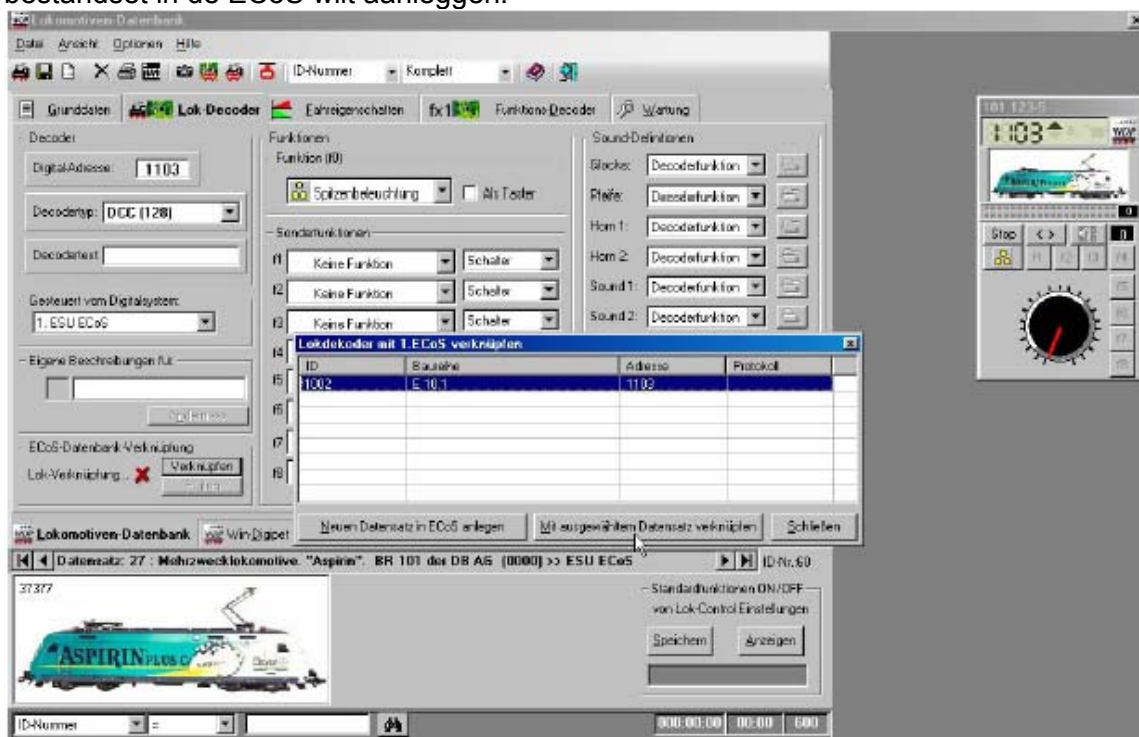 bestandset in de ECoS wilt aanleggen.
Lokomotiven-Datenbank
Datei Ansicht Optionen Hilfe
ID-Nummer Komplett
Grunddaten Lok-Decoder Fahreigenschaften fx1 Funktions-Decoder Wartung
Decoder
Digital-Adresse: 1103
Decodertyp: DCC (128)
Decodertext
Gesteuert vom Digitalsystem:
1. ESU ECoS
Eigene Beschreibungen für
ECoS-Datenbank-Verknüpfung
Lok-Verknüpfung... Verknüpfen
Funktionen
Funktion (f0)
Spitzenbeleuchtung Als Taster
Sonderfunktionen
f1 Keine Funktion Schalter
f2 Keine Funktion Schalter
f3 Keine Funktion Schalter
f4
f5
f6
f7
f8
Sound-Definitionen
Glocke: Decoderfunktion
Pfeife: Decoderfunktion
Horn 1: Decoderfunktion
Horn 2: Decoderfunktion
Sound 1: Decoderfunktion
Sound 2: Decoderfunktion
Lokdekoder mit 1.ECoS verknüpfen
ID Baureihe Adresse Protokoll
1002 E 10.1 1103
Neuen Datensatz in ECoS anlegen Mit ausgewähltem Datensatz verknüpfen Schließen
101 123-5
1103
WDP
0
Stop < > 0
f1 f2 f3 f4
f5
f6
f7
f8
Lokomotiven-Datenbank Win-Digipet
Datensatz: 27 : Mehrzwecklokomotive. "Aspirin". BR 101 der DB AG (0000) >> ESU ECoS ID-Nr.:60
37377
ASPIRIN PLUS C
Standardfunktionen ON/OFF
von Lok-Control Einstellungen
Speichern Anzeigen
ID-Nummer =
000:00:00 00:00 600